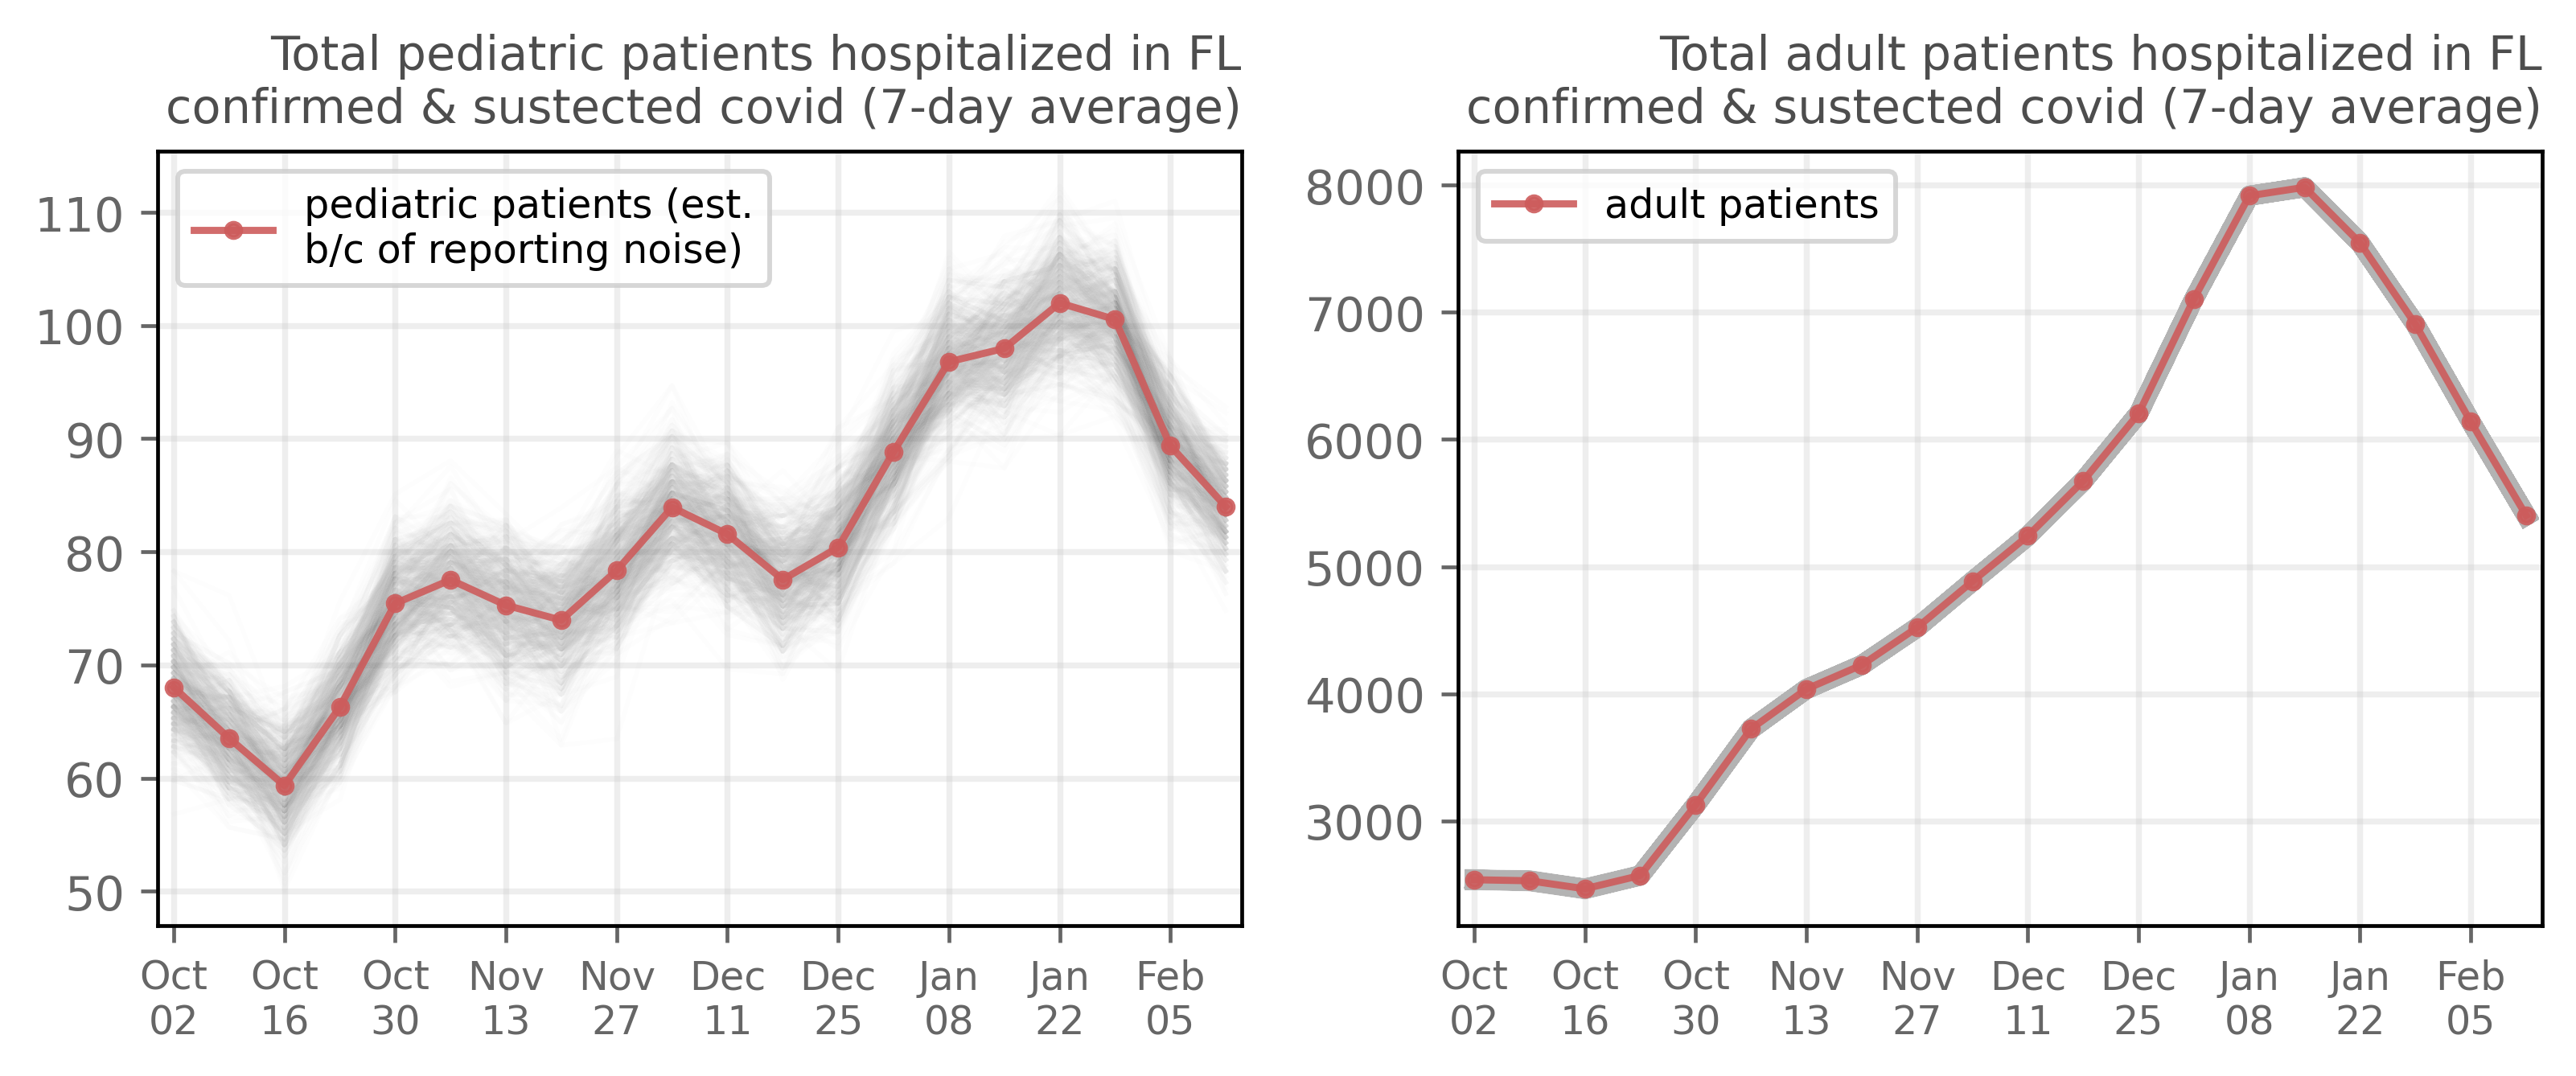 Total pediatric patients hospitalized in FL
confirmed & sustected covid (7-day average)
pediatric patients (est.
b/c of reporting noise)
110
100
90
80
70
60
50
Oct Oct Oct Nov Nov Dec Dec Jan Jan Feb
02 16 30 13 27 11 25 08 22 05
Total adult patients hospitalized in FL
confirmed & sustected covid (7-day average)
adult patients
8000
7000
6000
5000
4000
3000
Oct Oct Oct Nov Nov Dec Dec Jan Jan Feb
02 16 30 13 27 11 25 08 22 05